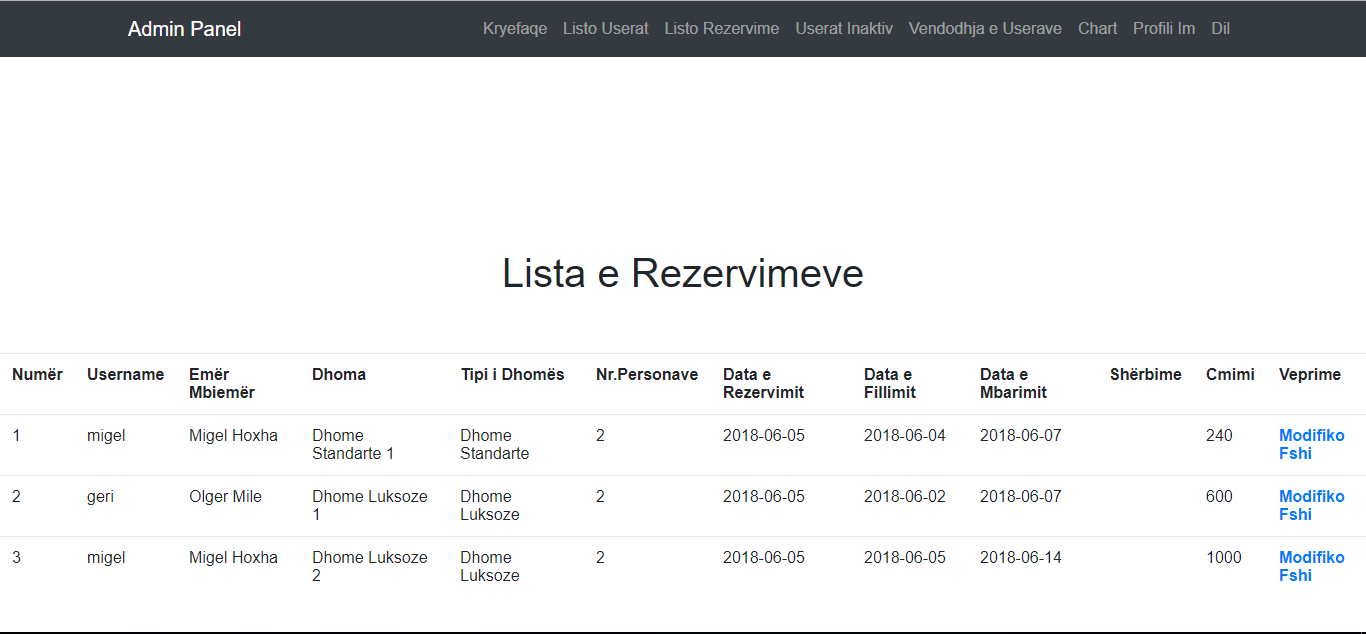 Admin Panel Kryefaqe Listo Userat Listo Rezervime Userat Inaktiv Vendodhja e Userave Chart Profili Im Dil
Lista e Rezervimeve
Numër Username Emër Mbiemër Dhoma Tipi i Dhomës Nr.Personave Data e Rezervimit Data e Fillimit Data e Mbarimit Shërbime Cmimi Veprime
1 migel Migel Hoxha Dhome Standarte 1 Dhome Standarte 2 2018-06-05 2018-06-04 2018-06-07 240 Modifiko Fshi
2 geri Olger Mile Dhome Luksoze 1 Dhome Luksoze 2 2018-06-05 2018-06-02 2018-06-07 600 Modifiko Fshi
3 migel Migel Hoxha Dhome Luksoze 2 Dhome Luksoze 2 2018-06-05 2018-06-05 2018-06-14 1000 Modifiko Fshi